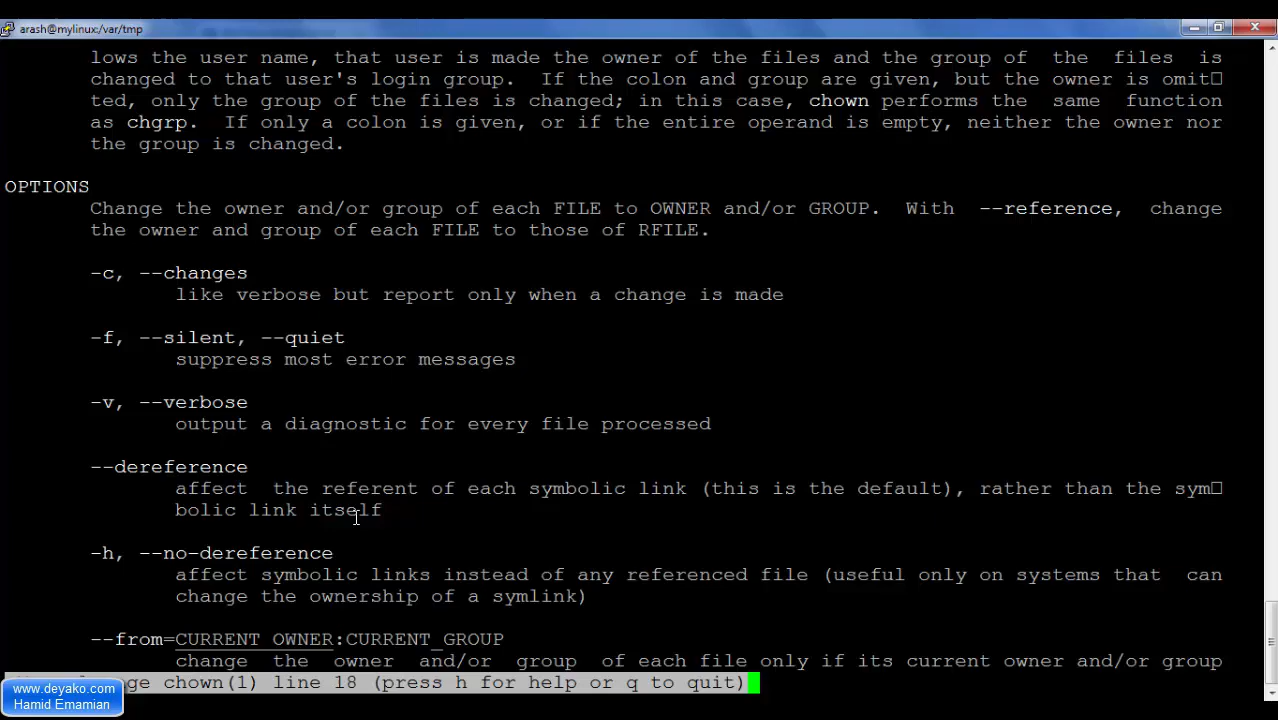 arash@mylinux:/var/tmp
lows the user name, that user is made the owner of the files and the group of the files is
changed to that user's login group. If the colon and group are given, but the owner is omit
ted, only the group of the files is changed; in this case, chown performs the same function
as chgrp. If only a colon is given, or if the entire operand is empty, neither the owner nor
the group is changed.
OPTIONS
Change the owner and/or group of each FILE to OWNER and/or GROUP. With --reference, change
the owner and group of each FILE to those of RFILE.
-c, --changes
like verbose but report only when a change is made
-f, --silent, --quiet
suppress most error messages
-v, --verbose
output a diagnostic for every file processed
--dereference
affect the referent of each symbolic link (this is the default), rather than the sym
bolic link itself
-h, --no-dereference
affect symbolic links instead of any referenced file (useful only on systems that can
change the ownership of a symlink)
--from=CURRENT_OWNER:CURRENT_GROUP
change the owner and/or group of each file only if its current owner and/or group
chown(1) line 18 (press h for help or q to quit)
www.deyako.com
Hamid Emamian